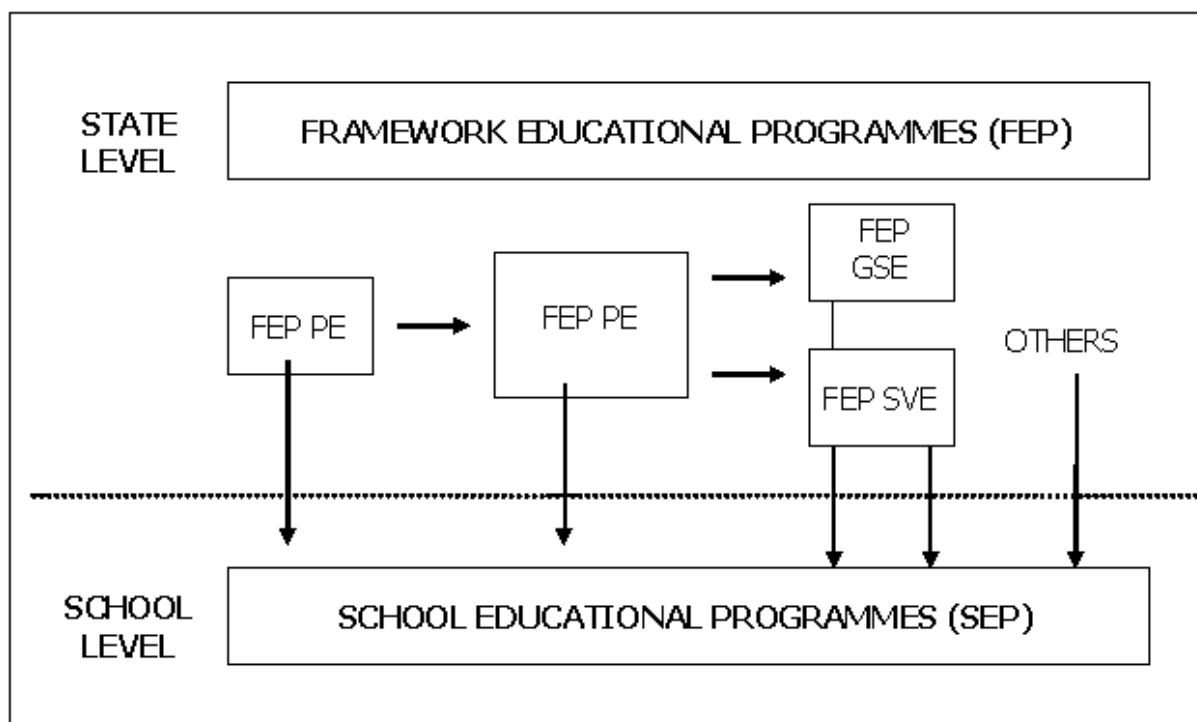 STATE
LEVEL
FRAMEWORK EDUCATIONAL PROGRAMMES (FEP)
FEP PE
FEP PE
FEP
GSE
FEP SVE
OTHERS
SCHOOL
LEVEL
SCHOOL EDUCATIONAL PROGRAMMES (SEP)